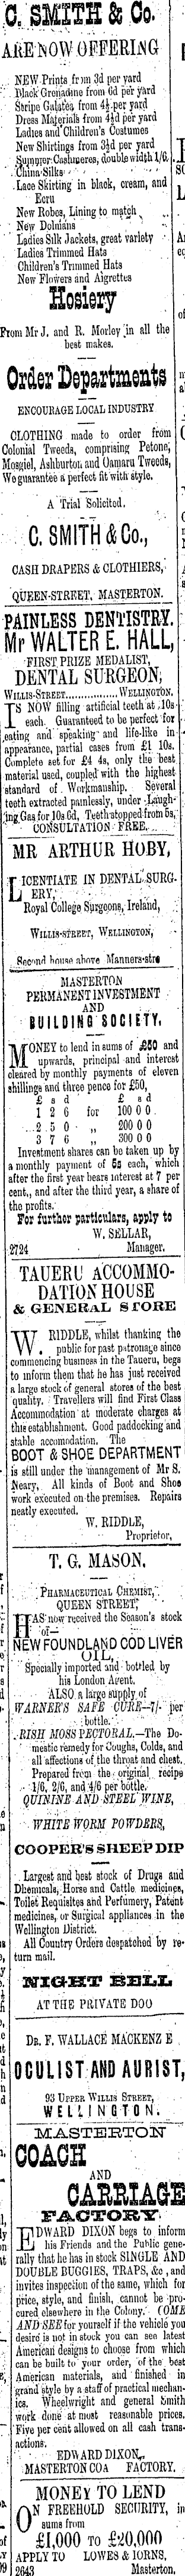 C. SMITH & Co.
ARE NOW OFFERING
NEW Prints from 3d per yard
Black Grenadine from 6d per yard
Stripe Galatea from 4½ per yard
Dress Materials from 4½d per yard
Ladies and Children's Costumes
New Shirtings from 3½d per yard
Summer Cashmeres, double width 1/6,
China Silks
Lace Skirting in black, cream, and
Ecru
New Robes, Lining to match
New Dolmans
Ladies Silk Jackets, great variety
Ladies Trimmed Hats
Children's Trimmed Hats
New Flowers and Aigrettes
Hosiery
From Mr J. and R. Morley in all the
best makes.
Order Departments
ENCOURAGE LOCAL INDUSTRY
CLOTHING made to order from
Colonial Tweeds, comprising Petone,
Mosgiel, Ashburton and Oamaru Tweeds,
We guarantee a perfect fit with style.
A Trial Solicited.
C. SMITH & Co.,
CASH DRAPERS & CLOTHIERS,
QUEEN-STREET, MASTERTON.
PAINLESS DENTISTRY.
Mr WALTER E. HALL,
FIRST PRIZE MEDALIST,
DENTAL SURGEON,
WILLIS-STREET............WELLINGTON.
IS NOW filling artificial teeth at 10s
each. Guaranteed to be perfect for
eating and speaking and life-like in
appearance, partial cases from £1 10s.
Complete set for £4 4s, only the best
material used, coupled with the highest
standard of Workmanship. Several
teeth extracted painlessly, under Laugh-
ing Gas for 10s 6d, Teeth stopped from 5s,
CONSULTATION FREE.
MR ARTHUR HOBY,
LICENTIATE IN DENTAL SURG-
ERY,
Royal College Surgeons, Ireland,
WILLIS-STREET, WELLINGTON,
Second house above Manners-stre
MASTERTON
PERMANENT INVESTMENT
AND
BUILDING SOCIETY.
MONEY to lend in sums of £50 and
upwards, principal and interest
cleared by monthly payments of eleven
shillings and three pence for £50,
£ s d £ s d
1 2 6 for 100 0 0
2 5 0 ,, 200 0 0
3 7 6 ,, 300 0 0
Investment shares can be taken up by
a monthly payment of 5s each, which
after the first year bears interest at 7 per
cent., and after the third year, a share of
the profits.
For further particulars, apply to
W. SELLAR,
2724 Manager.
TAUERU ACCOMMO-
DATION HOUSE
& GENERAL STORE
W. RIDDLE, whilst thanking the
public for past patronage since
commencing business in the Taueru, begs
to inform them that he has just received
a large stock of general stores of the best
quality. Travellers will find First Class
Accommodation at moderate charges at
this establishment. Good paddocking and
stable accomodation. The
BOOT & SHOE DEPARTMENT
is still under the management of Mr S.
Neary. All kinds of Boot and Shoe
work executed on the premises. Repairs
neatly executed.
W. RIDDLE,
Proprietor,
T. G. MASON.
PHARMACEUTICAL CHEMIST,
QUEEN STREET,
HAS now received the Season's stock
of—
NEWFOUNDLAND COD LIVER
OIL,
Specially imported and bottled by
his London Agent.
ALSO a large supply of
WARNER'S SAFE CURE—7/- per
bottle.
IRISH MOSS PECTORAL.—The Do-
mestic remedy for Coughs, Colds, and
all affections of the throat and chest.
Prepared from the original recipe
1/6, 2/6, and 4/6 per bottle.
QUININE AND STEEL WINE,
WHITE WORM POWDERS,
COOPER'S SHEEP DIP
Largest and best stock of Drugs and
Chemicals, Horse and Cattle medicines,
Toilet Requisites and Perfumery, Patent
medicines, or Surgical appliances in the
Wellington District.
All Country Orders despatched by re-
turn mail.
NIGHT BELL
AT THE PRIVATE DOO
DR. F. WALLACE MACKENZ E
OCULIST AND AURIST,
93 UPPER WILLIS STREET,
WELLINGTON.
MASTERTON
COACH
AND
CARRIAGE
FACTORY.
EDWARD DIXON begs to inform
his Friends and the Public gene-
rally that he has in stock SINGLE AND
DOUBLE BUGGIES, TRAPS, &c, and
invites inspection of the same, which for
price, style, and finish, cannot be pro-
cured elsewhere in the Colony. COME
AND SEE for yourself if the vehicle you
desire is not in stock you can see latest
American designs to choose from which
can be built to your order, of the best
American materials, and finished in
grand style by a staff of practical mechan-
ics. Wheelwright and general Smith
work done at most reasonable prices.
Five per cent allowed on all cash trans-
actions.
EDWARD DIXON,
MASTERTON COA FACTORY.
MONEY TO LEND
ON FREEHOLD SECURITY, in
sums from
£1,000 TO £20,000
APPLY TO LOWES & IORNS,
2643 Masterton,